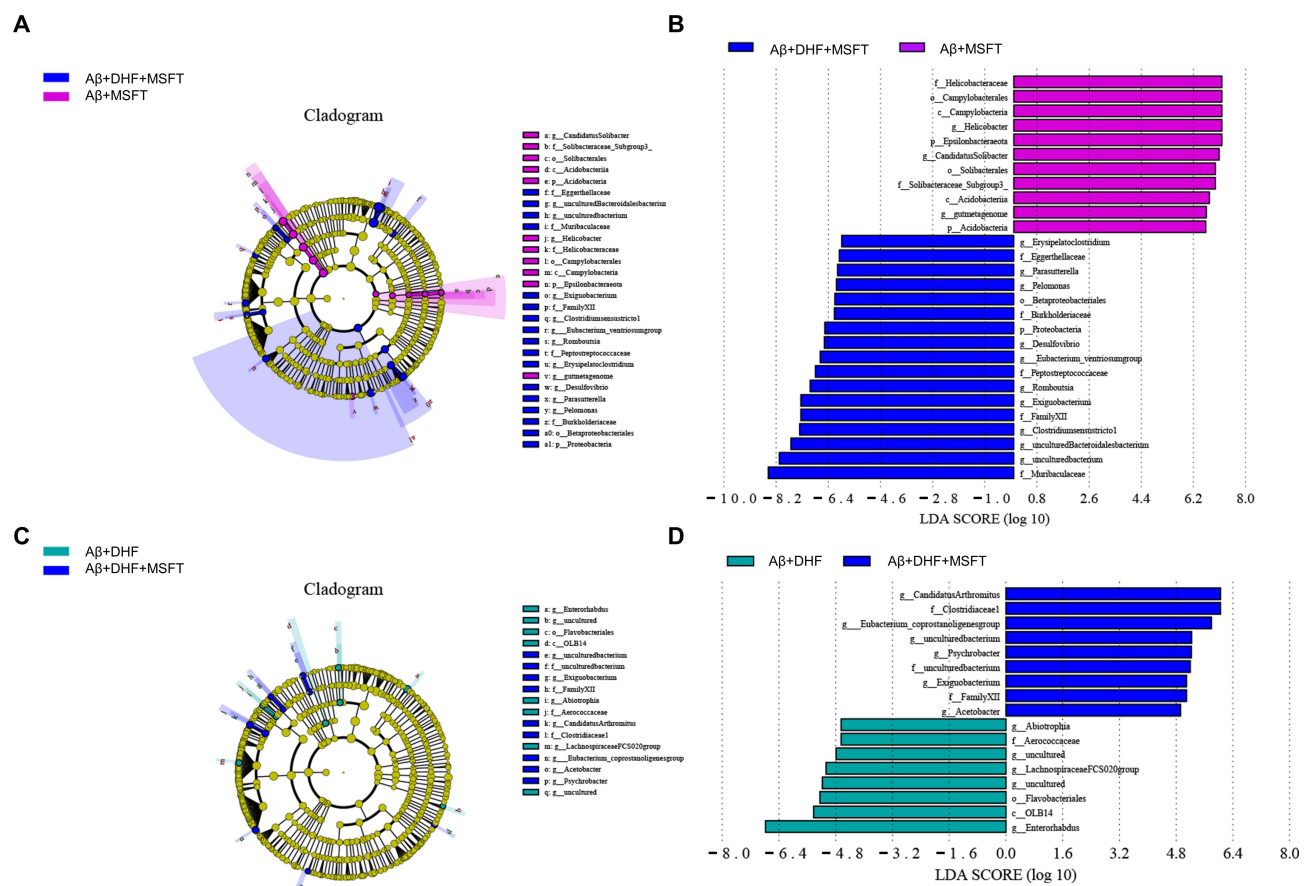 A
Aβ+DHF+MSFT
Aβ+MSFT
Cladogram
a: g__CandidatusSolibacter
b: f__Solibacteraceae_Subgroup3_
c: o__Solibacterales
d: c__Acidobacteriia
e: p__Acidobacteria
f: f__Eggerthellaceae
g: g__unculturedBacteroidalesbacteriur
h: g__unculturedbacterium
i: f__Muribaculaceae
j: g__Helicobacter
k: f__Helicobacteraceae
l: o__Campylobacterales
m: c__Campylobacteria
n: p__Epsilonbacteraeota
o: g__Exiguobacterium
p: f__FamilyXII
q: g__Clostridiumsensustricto1
r: g___Eubacterium_ventriosumgroup
s: g__Romboutsia
t: f__Peptostreptococcaceae
u: g__Erysipelatoclostridium
v: g__gutmetagenome
w: g__Desulfovibrio
x: g__Parasutterella
y: g__Pelomonas
z: f__Burkholderiaceae
a0: o__Betaproteobacteriales
a1: p__Proteobacteria
B
Aβ+DHF+MSFT
Aβ+MSFT
f__Helicobacteraceae
o__Campylobacterales
c__Campylobacteria
g__Helicobacter
p__Epsilonbacteraeota
g__CandidatusSolibacter
o__Solibacterales
f__Solibacteraceae_Subgroup3_
c__Acidobacteriia
g__gutmetagenome
p__Acidobacteria
g__Erysipelatoclostridium
f__Eggerthellaceae
g__Parasutterella
g__Pelomonas
o__Betaproteobacteriales
f__Burkholderiaceae
p__Proteobacteria
g__Desulfovibrio
g___Eubacterium_ventriosumgroup
f__Peptostreptococcaceae
g__Romboutsia
g__Exiguobacterium
f__FamilyXII
g__Clostridiumsensustricto1
g__unculturedBacteroidalesbacterium
g__unculturedbacterium
f__Muribaculaceae
−10.0 −8.2 −6.4 −4.6 −2.8 −1.0 0.8 2.6 4.4 6.2 8.0
LDA SCORE (log 10)
C
Aβ+DHF
Aβ+DHF+MSFT
Cladogram
a: g__Enterorhabdus
b: g__uncultured
c: o__Flavobacteriales
d: c__OLB14
e: g__unculturedbacterium
f: f__unculturedbacterium
g: g__Exiguobacterium
h: f__FamilyXII
i: g__Abiotrophia
j: f__Aerococcaceae
k: g__CandidatusArthromitus
l: f__Clostridiaceae1
m: g__LachnospiraceaeFCS020group
n: g___Eubacterium_coprostanoligenesgroup
o: g__Acetobacter
p: g__Psychrobacter
q: g__uncultured
D
Aβ+DHF
Aβ+DHF+MSFT
g__CandidatusArthromitus
f__Clostridiaceae1
g___Eubacterium_coprostanoligenesgroup
g__unculturedbacterium
g__Psychrobacter
f__unculturedbacterium
g__Exiguobacterium
f__FamilyXII
g__Acetobacter
g__Abiotrophia
f__Aerococcaceae
g__uncultured
g__LachnospiraceaeFCS020group
g__uncultured
o__Flavobacteriales
c__OLB14
g__Enterorhabdus
−8.0 −6.4 −4.8 −3.2 −1.6 0.0 1.6 3.2 4.8 6.4 8.0
LDA SCORE (log 10)